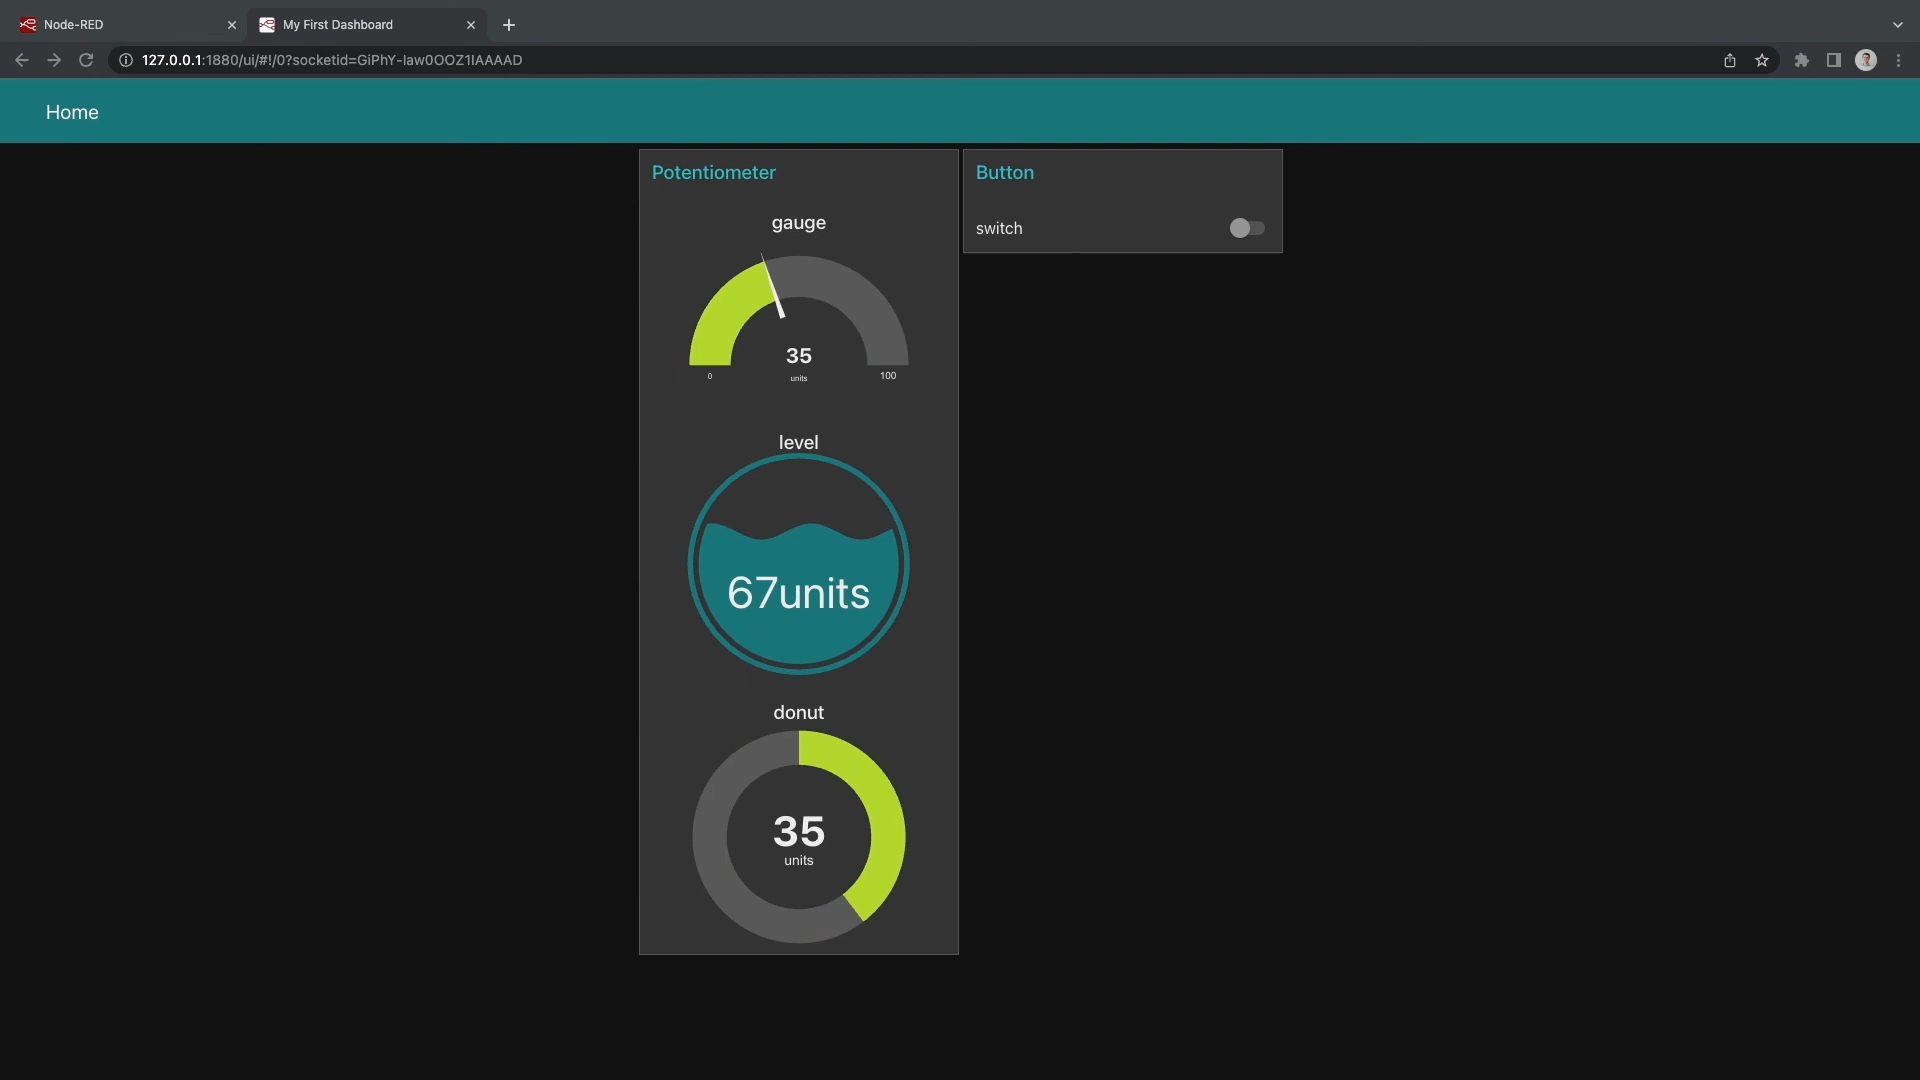 Node-RED
My First Dashboard
127.0.0.1:1880/ui/#!/0?socketid=GiPhY-law0OOZ1IAAAAD
Home
Potentiometer
gauge
35
units
0
100
level
67units
donut
35
units
Button
switch